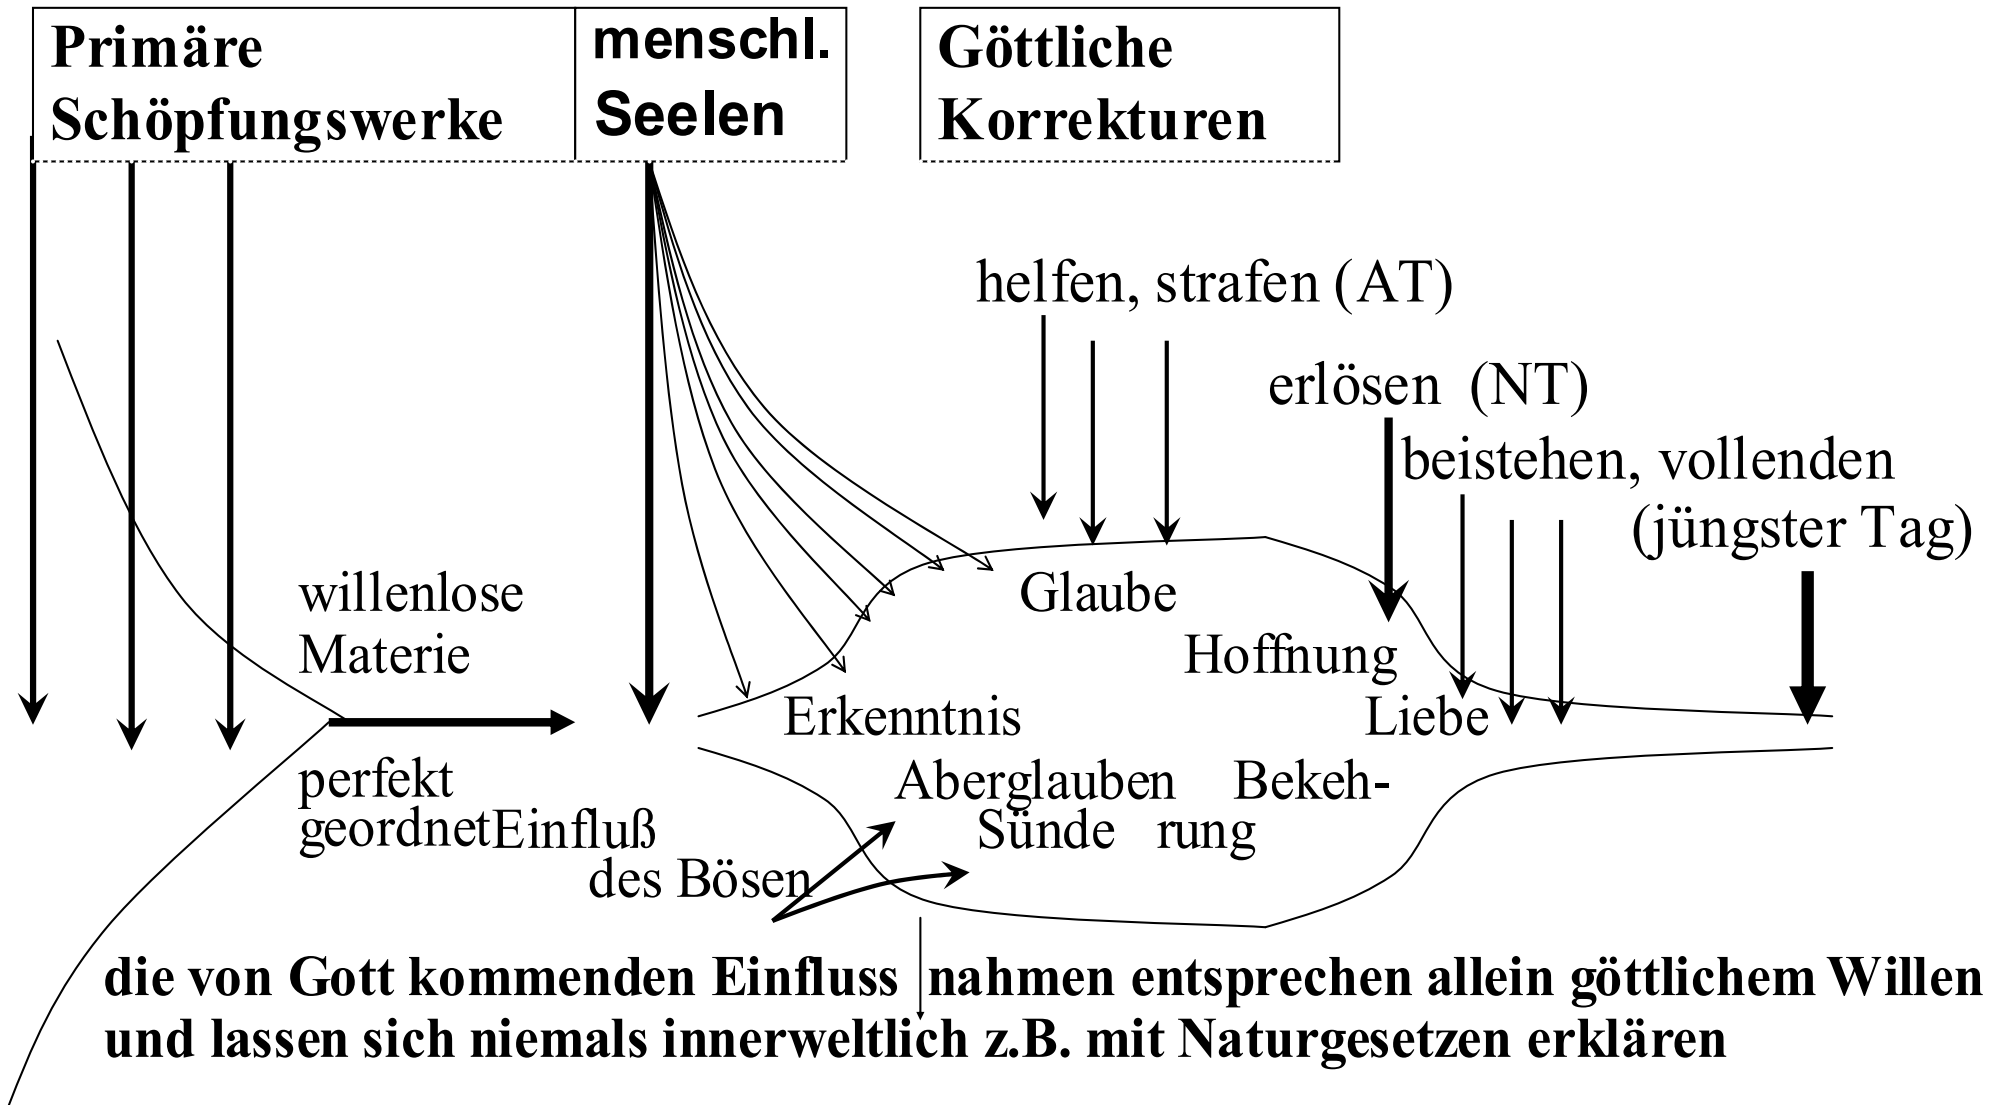 Primäre
Schöpfungswerke
menschl.
Seelen
Göttliche
Korrekturen
helfen, strafen (AT)
erlösen (NT)
beistehen, vollenden
(jüngster Tag)
willenlose
Materie
Glaube
Hoffnung
Erkenntnis
Liebe
perfekt
geordnet
Aberglauben
Bekeh-
Einfluß
Sünde
rung
des Bösen
die von Gott kommenden Einfluss nahmen entsprechen allein göttlichem Willen
und lassen sich niemals innerweltlich z.B. mit Naturgesetzen erklären